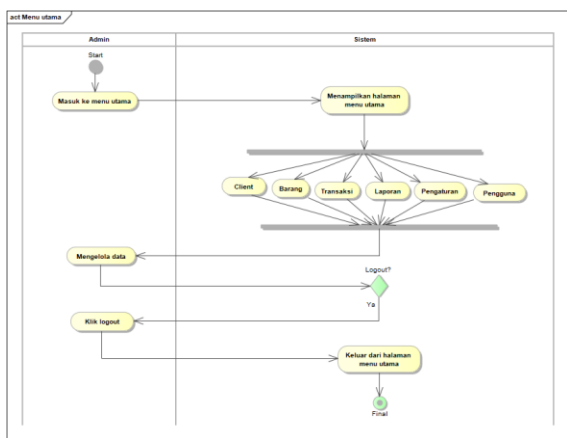 act Menu utama
Admin
Sistem
Start
Masuk ke menu utama
Menampilkan halaman
menu utama
Client
Barang
Transaksi
Laporan
Pengaturan
Pengguna
Mengelola data
Logout?
Ya
Klik logout
Keluar dari halaman
menu utama
Final